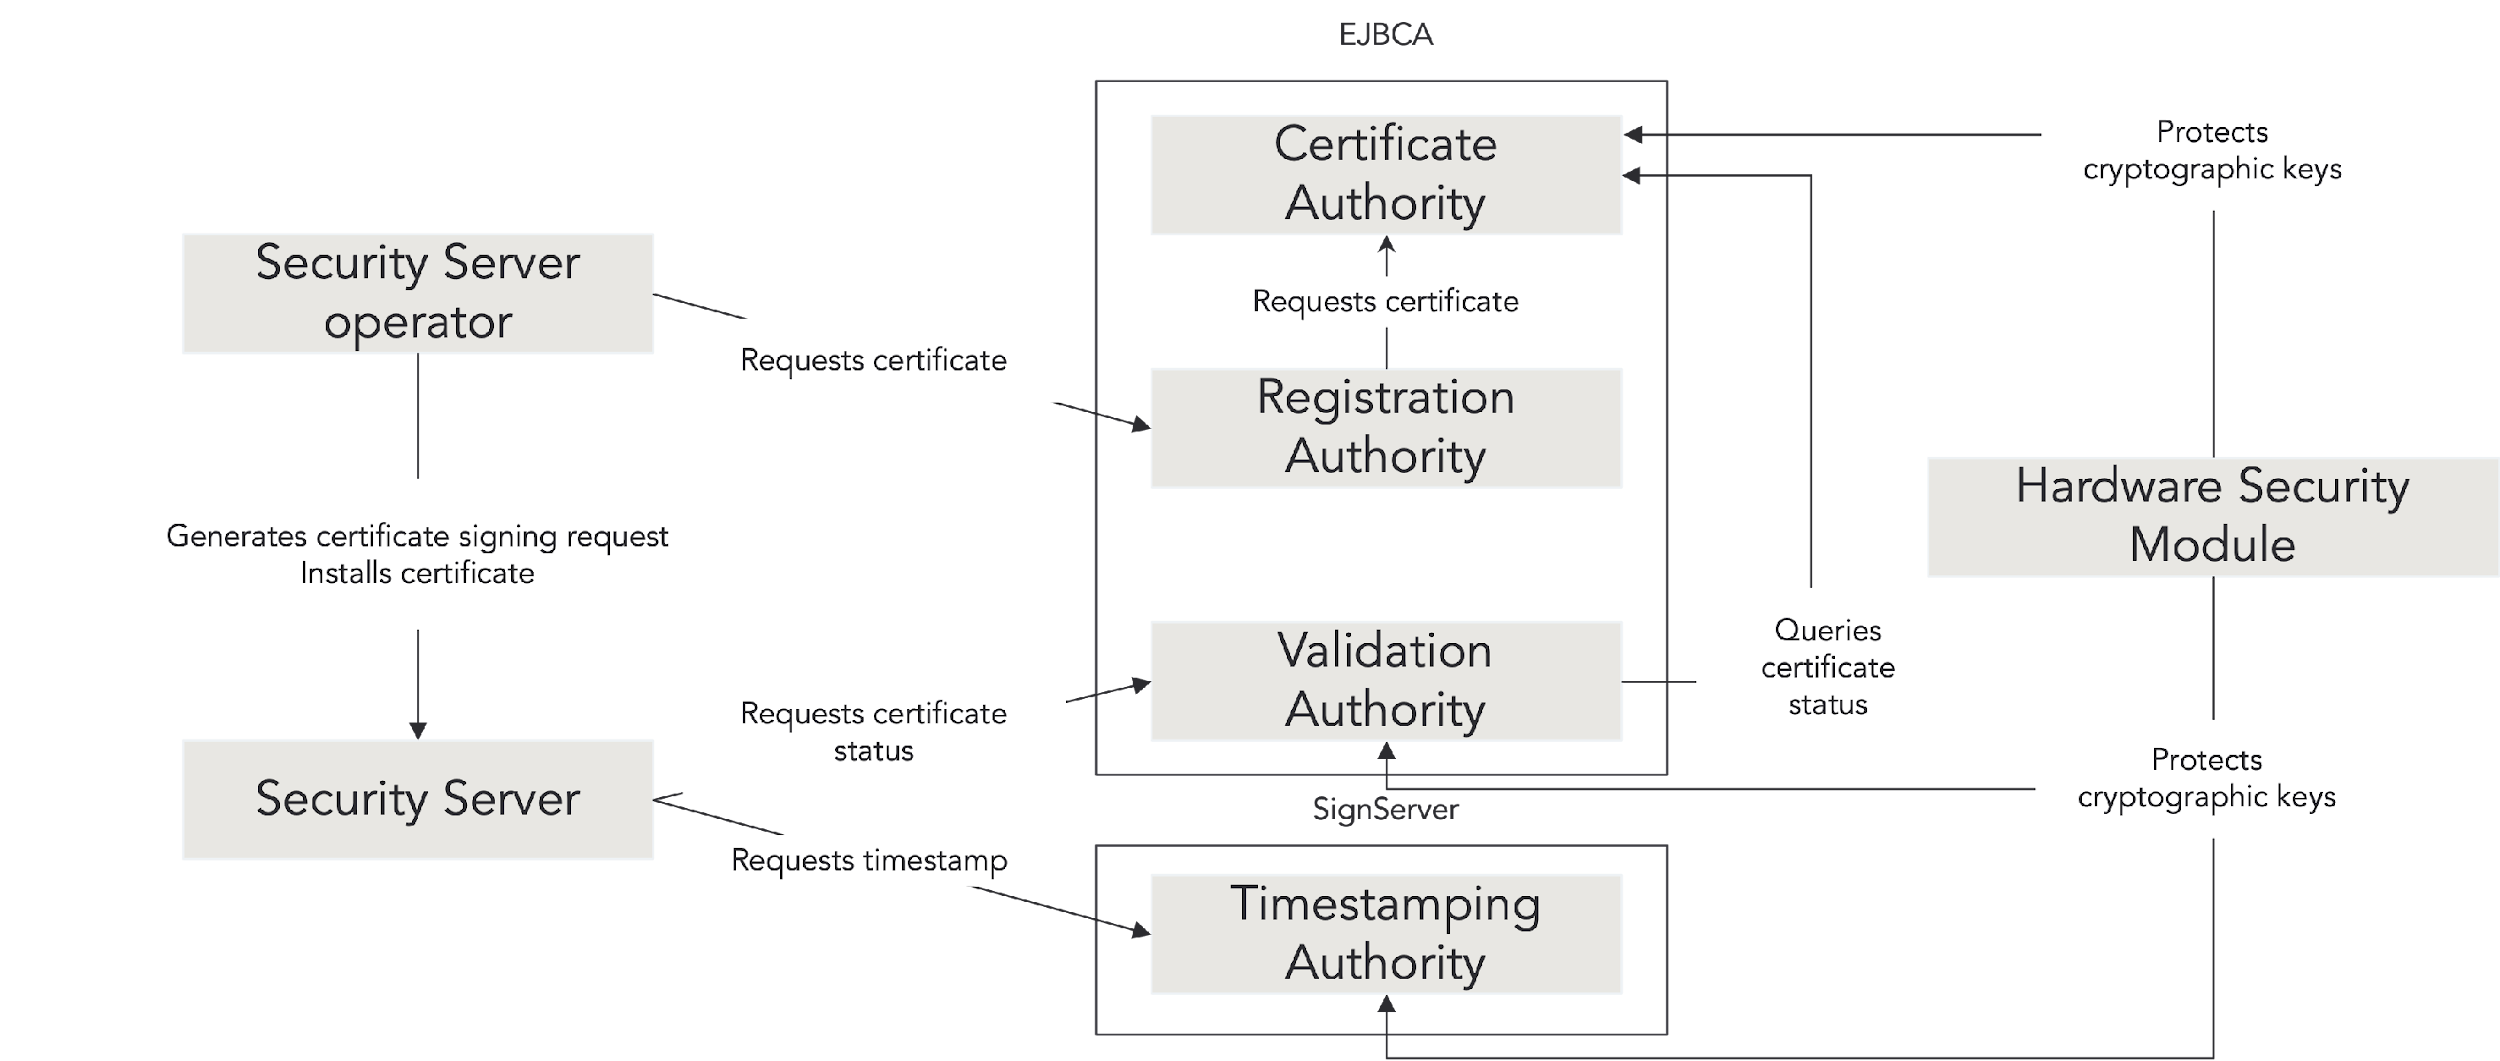 EJBCA
Certificate
Authority
Protects
cryptographic keys
Security Server
operator
Requests certificate
Requests certificate
Registration
Authority
Hardware Security
Module
Generates certificate signing request
Installs certificate
Queries
certificate
status
Validation
Authority
Requests certificate
status
Protects
cryptographic keys
Security Server
SignServer
Requests timestamp
Timestamping
Authority